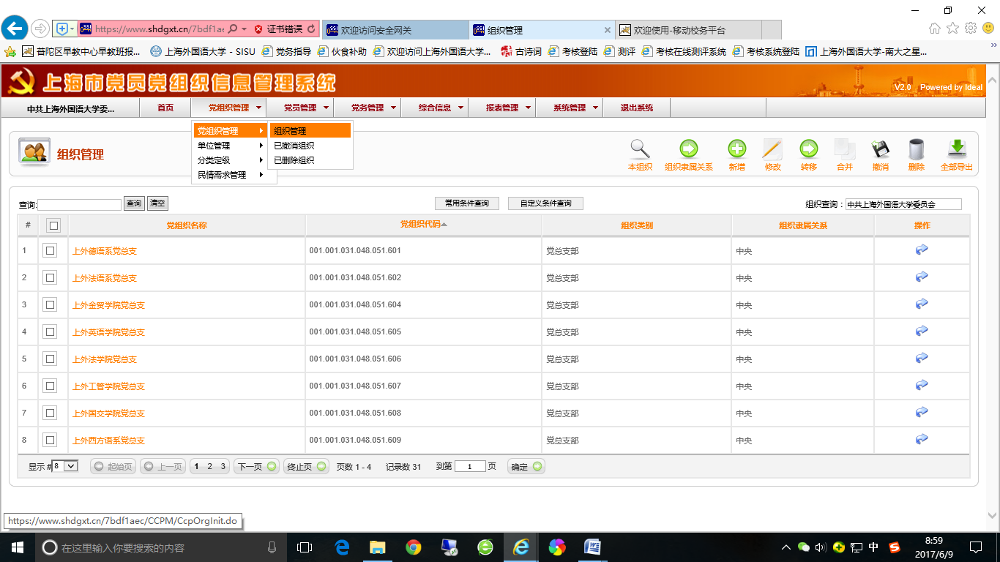 https://www.shdgxt.cn/7bdf1ae 证书错误 欢迎访问安全网关 组织管理 欢迎使用-移动校务平台
普陀区早教中心早教班报... 上海外国语大学 - SISU 党务指导 伙食补助 欢迎访问上海外国语大学... 古诗词 考核登陆 测评 考核在线测评系统 考核系统登陆 上海外国语大学-南大之星...
上海市党员党组织信息管理系统
V2.0 Powered by Ideal
中共上海外国语大学委... 首页 党组织管理 党员管理 党务管理 综合信息 报表管理 系统管理 退出系统
党组织管理 组织管理
单位管理 已撤消组织
分类定级 已删除组织
民情需求管理
组织管理
本组织 组织隶属关系 新增 修改 转移 合并 撤消 删除 全部导出
查询: 查询 清空 常用条件查询 自定义条件查询 组织查询： 中共上海外国语大学委员会
# 党组织名称 党组织代码 组织类别 组织隶属关系 操作
1 上外德语系党总支 001.001.031.048.051.601 党总支部 中央
2 上外法语系党总支 001.001.031.048.051.602 党总支部 中央
3 上外金贸学院党总支 001.001.031.048.051.604 党总支部 中央
4 上外英语学院党总支 001.001.031.048.051.605 党总支部 中央
5 上外法学院党总支 001.001.031.048.051.606 党总支部 中央
6 上外工管学院党总支 001.001.031.048.051.607 党总支部 中央
7 上外国交学院党总支 001.001.031.048.051.608 党总支部 中央
8 上外西方语系党总支 001.001.031.048.051.609 党总支部 中央
显示 # 8 起始页 上一页 1 2 3 下一页 终止页 页数 1 - 4 记录数 31 到第 1 页 确定
https://www.shdgxt.cn/7bdf1aec/CCPM/CcpOrgInit.do
在这里输入你要搜索的内容 中 8:59
2017/6/9